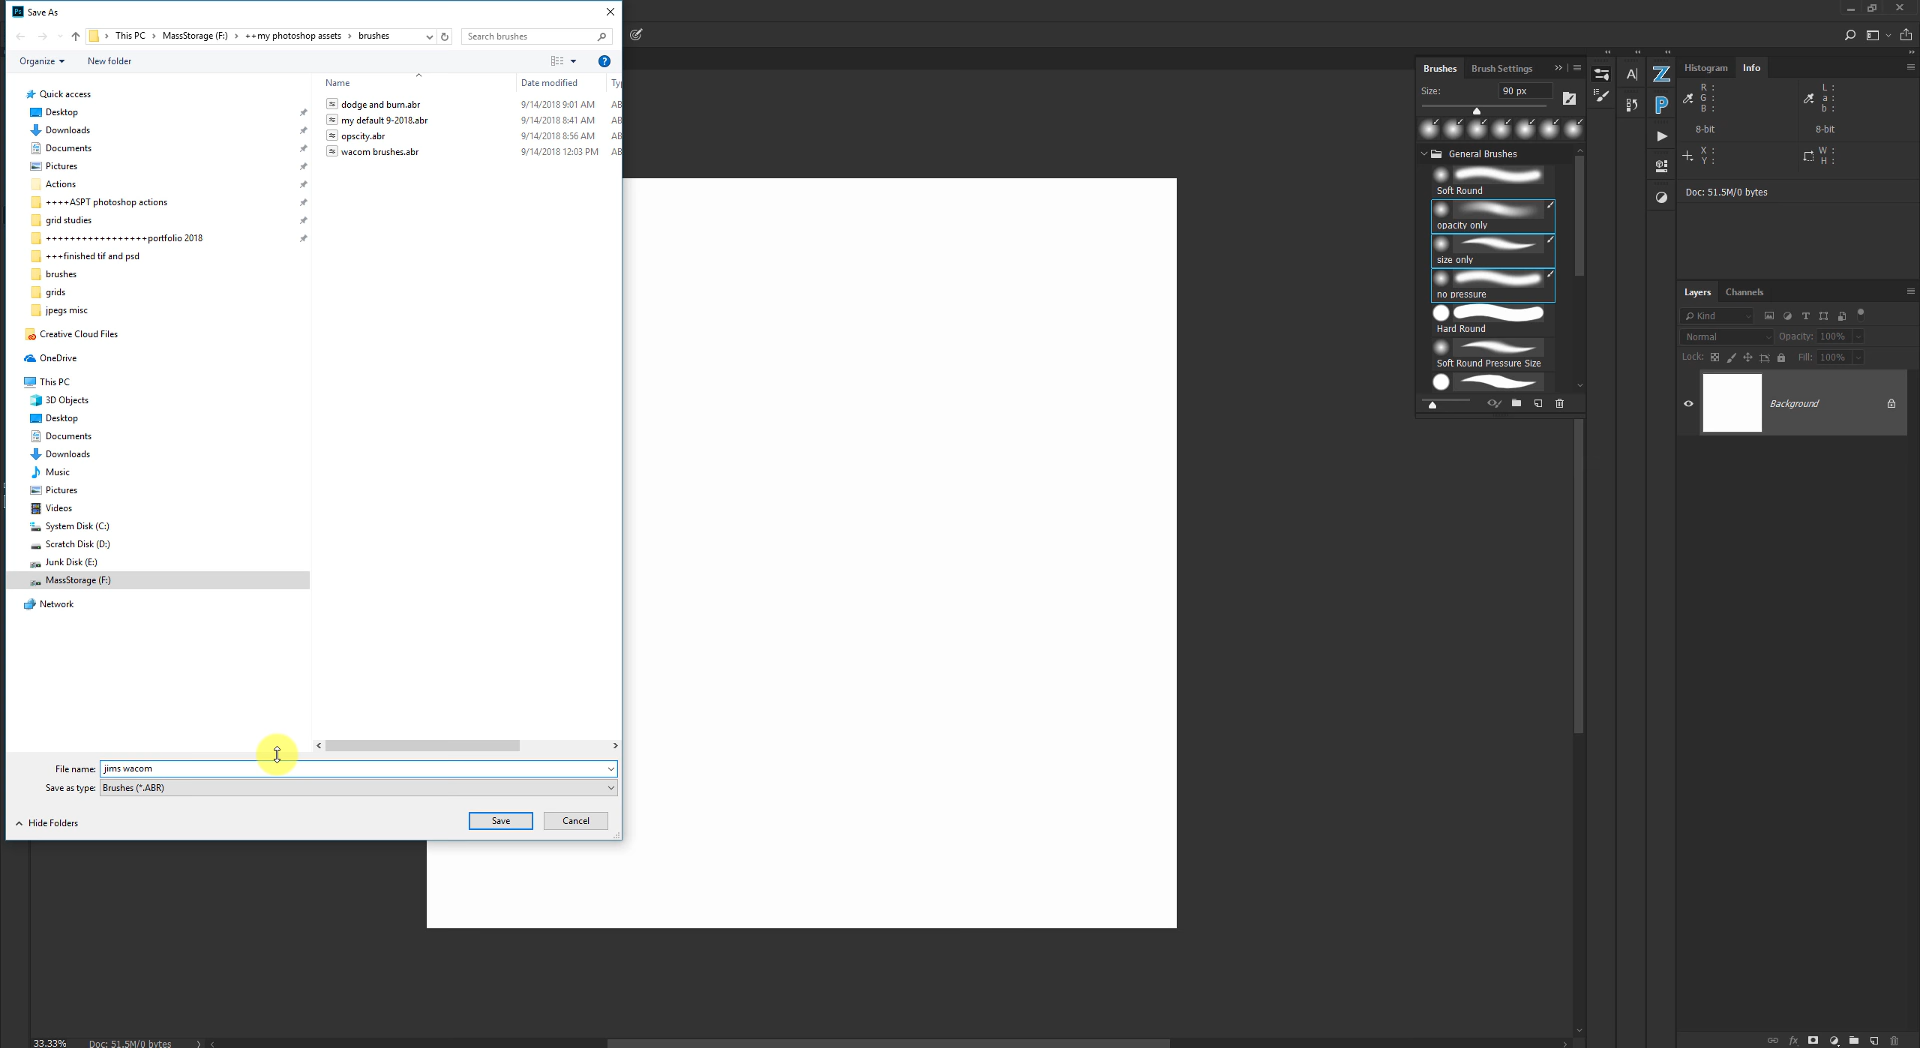 Save As
This PC > MassStorage (F:) > ++my photoshop assets > brushes
Search brushes
Organize
New folder
Name
Date modified
Quick access
Desktop
Downloads
Documents
Pictures
Actions
++++ASPT photoshop actions
grid studies
+++++++++++++++++portfolio 2018
+++finished tif and psd
brushes
grids
jpegs misc
Creative Cloud Files
OneDrive
This PC
3D Objects
Desktop
Documents
Downloads
Music
Pictures
Videos
System Disk (C:)
Scratch Disk (D:)
Junk Disk (E:)
MassStorage (F:)
Network
dodge and burn.abr 9/14/2018 9:01 AM AB
my default 9-2018.abr 9/14/2018 8:41 AM AB
opscity.abr 9/14/2018 8:56 AM AB
wacom brushes.abr 9/14/2018 12:03 PM AB
File name: jims wacom
Save as type: Brushes (*.ABR)
Hide Folders
Save
Cancel
Brushes
Brush Settings
Size: 90 px
General Brushes
Soft Round
opacity only
size only
no pressure
Hard Round
Soft Round Pressure Size
Histogram
Info
R :
G :
B :
8-bit
L :
a :
b :
8-bit
X :
Y :
W :
H :
Doc: 51.5M/0 bytes
Layers
Channels
Kind
Normal
Opacity: 100%
Lock:
Fill: 100%
Background
33.33%
Doc: 51.5M/0 bytes